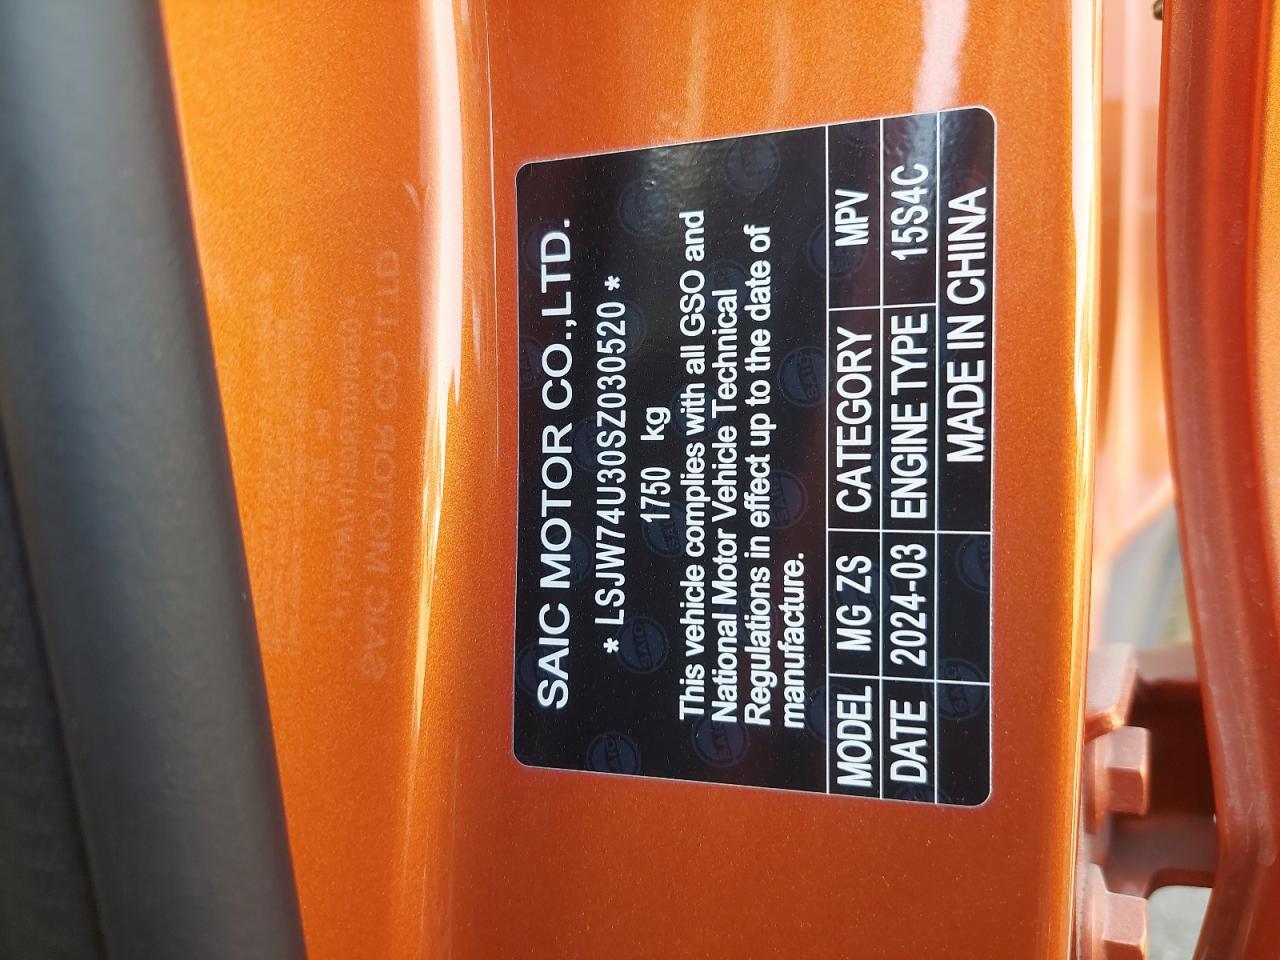 SAIC MOTOR CO.,LTD.
* LSJW74U30SZ030520 *
1750 kg
This vehicle complies with all GSO and
National Motor Vehicle Technical
Regulations in effect up to the date of
manufacture.
MODEL MG ZS CATEGORY MPV
DATE 2024-03 ENGINE TYPE 15S4C
MADE IN CHINA